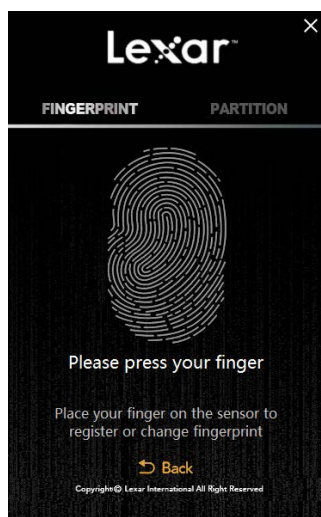 Lexar™
FINGERPRINT PARTITION
Please press your finger
Place your finger on the sensor to
register or change fingerprint
Back
Copyright© Lexar International All Right Reserved